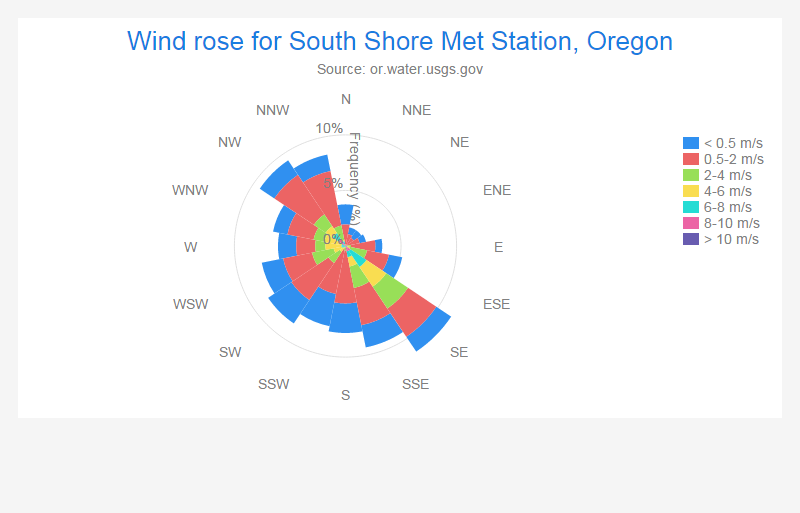 Wind rose for South Shore Met Station, Oregon
Source: or.water.usgs.gov
N
NNE
NE
ENE
E
ESE
SE
SSE
S
SSW
SW
WSW
W
WNW
NW
NNW
10%
0%
Frequency (%)
< 0.5 m/s
0.5-2 m/s
2-4 m/s
4-6 m/s
6-8 m/s
8-10 m/s
> 10 m/s